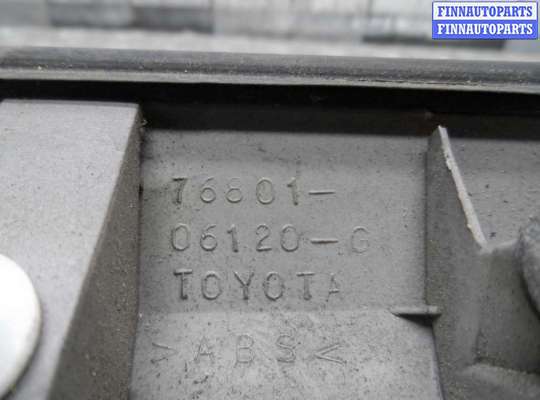 FINNAUTOPARTS
FINNAUTOPARTS
76801-
06120-G
TOYOTA
>ABS<